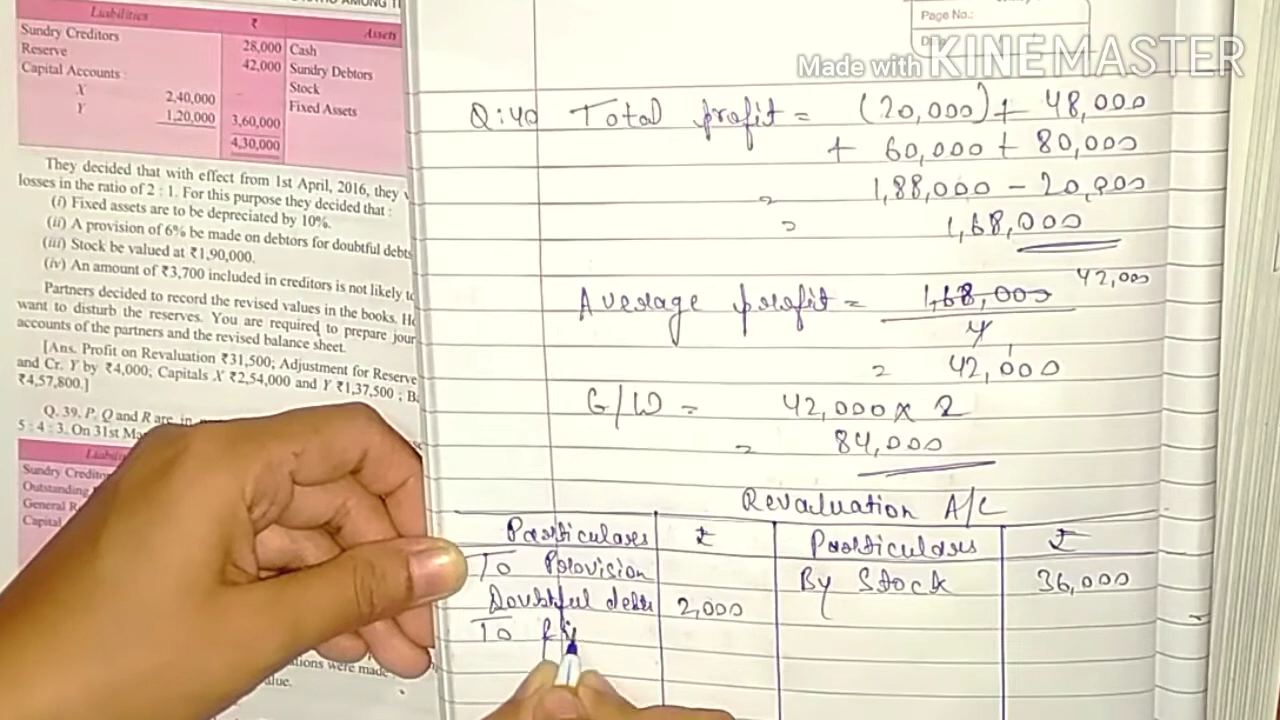 Liabilities ₹ Assets
Sundry Creditors 28,000 Cash
Reserve 42,000 Sundry Debtors
Capital Accounts : Stock
X 2,40,000 Fixed Assets
Y 1,20,000 3,60,000
4,30,000
They decided that with effect from 1st April, 2016, they
losses in the ratio of 2 : 1. For this purpose they decided that :
(i) Fixed assets are to be depreciated by 10%.
(ii) A provision of 6% be made on debtors for doubtful debts
(iii) Stock be valued at ₹1,90,000.
(iv) An amount of ₹3,700 included in creditors is not likely
Partners decided to record the revised values in the books.
want to disturb the reserves. You are required to prepare
accounts of the partners and the revised balance sheet.
[Ans. Profit on Revaluation ₹31,500; Adjustment for Reserve
and Cr. Y by ₹4,000; Capitals X ₹2,54,000 and Y ₹1,37,500 ;
₹4,57,800.]
Q. 39. P, Q and R are
5 : 4 : 3. On 31st
Sundry
Outstanding
General
Capital
were made
Page No.:
Made with KINEMASTER
Q:40 Total profit = (20,000) + 48,000
+ 60,000 + 80,000
= 1,88,000 - 20,000
= 1,68,000
Average profit = 1,68,000 42,000
4 1
= 42,000
G/W = 42,000 x 2
= 84,000
Revaluation A/C
Particulars ₹ Particulars ₹
To Provision By Stock 36,000
Doubtful debts 2,000
To